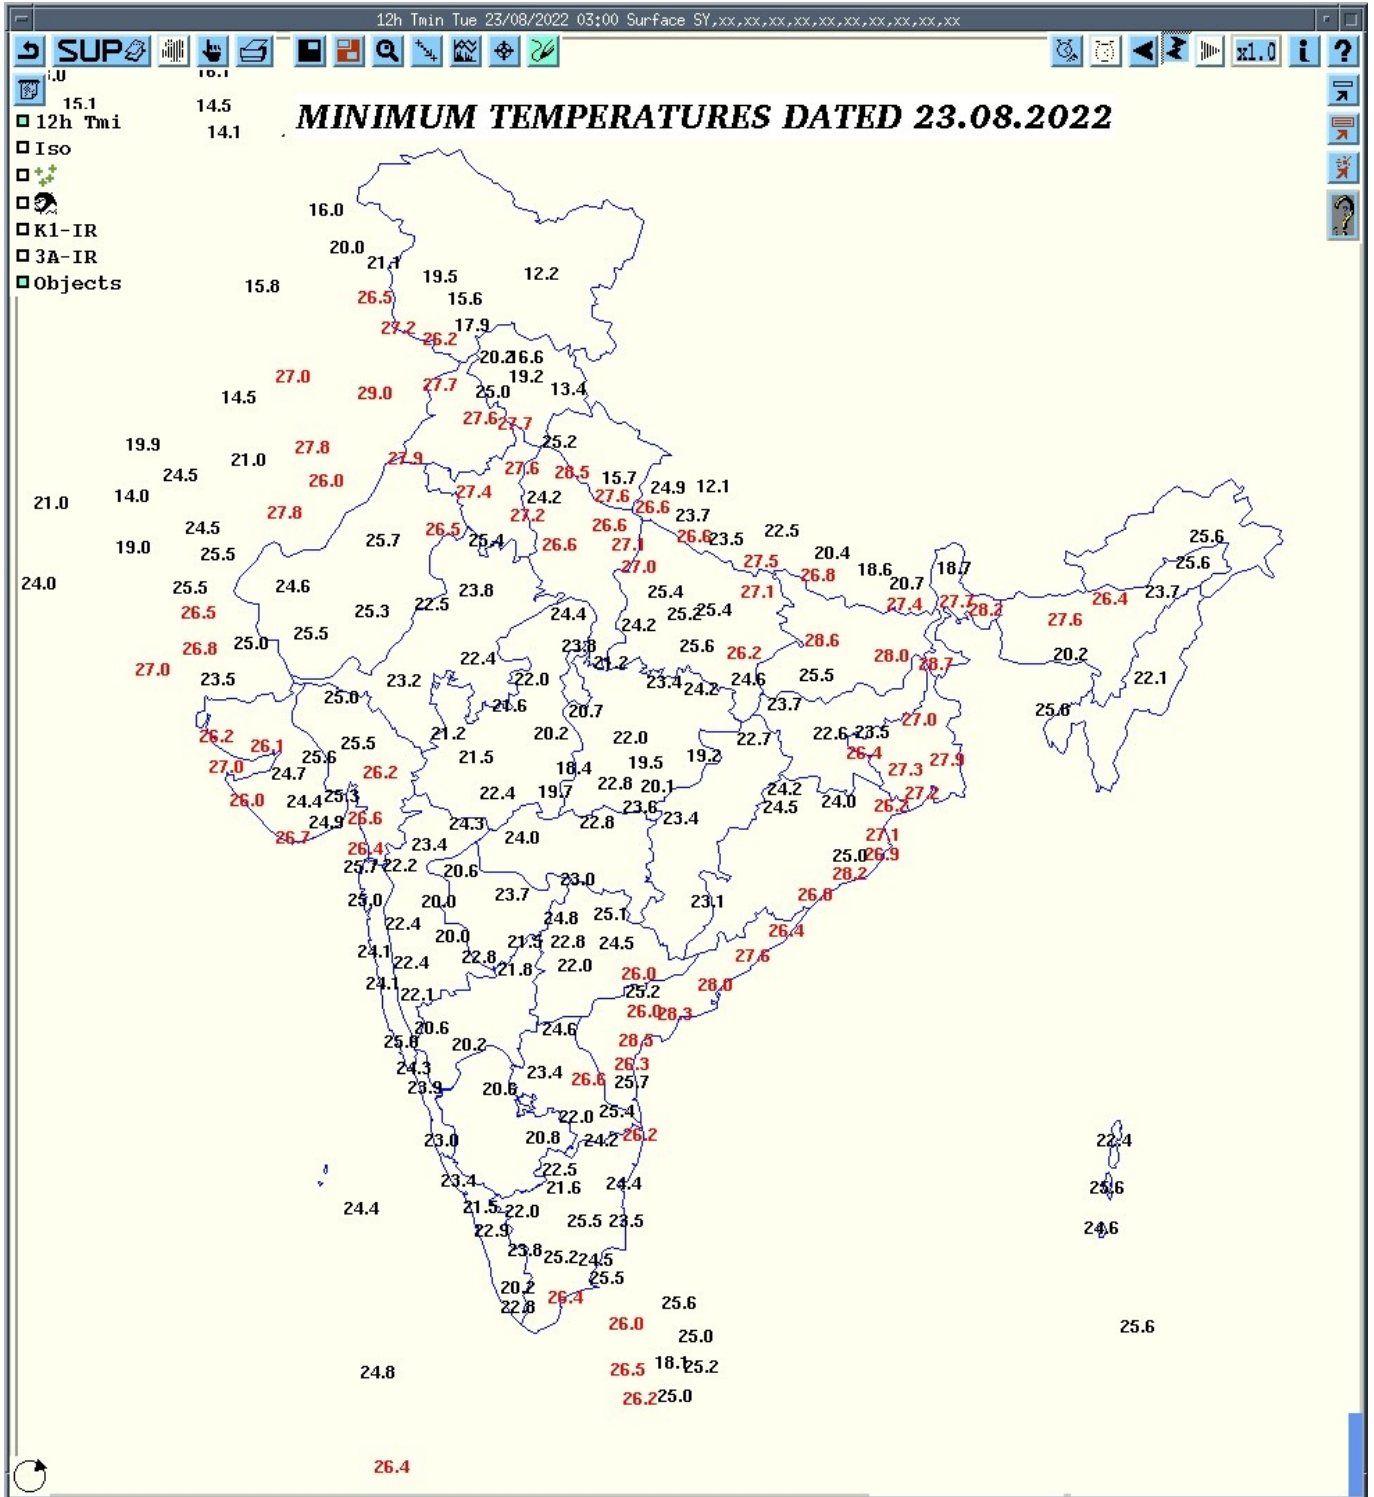 12h Tmin Tue 23/08/2022 03:00 Surface SY,xx,xx,xx,xx,xx,xx,xx,xx,xx,xx
SUP x1.0 i ?
15.1 14.5
12h Tmi 14.1
MINIMUM TEMPERATURES DATED 23.08.2022
Iso
K1-IR
3A-IR
Objects
16.0
20.0
21.1
19.5 12.2
15.8 26.5 15.6
27.2 26.2 17.9
20.2 16.6
27.0 19.2
14.5 29.0 27.7 25.0 13.4
27.6 27.7
19.9 27.8 25.2
21.0 27.9
24.5 26.0 27.6 28.5 15.7
21.0 14.0 27.4 24.2 27.6 24.9 12.1
27.8 27.2 26.6 23.7
24.5 26.5 26.6 22.5
19.0 25.5 25.7 25.4 26.6 27.1 26.6 23.5 25.6
27.0 27.5 20.4 25.6
24.0 25.5 24.6 23.8 25.4 27.1 26.8 18.6 20.7 18.7 23.7
26.5 25.3 22.5 24.4 25.2 25.4 27.4 27.7 28.2 26.4
25.5 24.2 27.6
26.8 25.0 23.8 25.6 26.2 28.6 28.0 20.2
27.0 22.4 21.2 28.7
23.5 23.2 22.0 23.4 24.2 24.6 25.5 22.1
25.0 21.6 20.7 23.7
26.2 26.1 25.5 21.2 20.2 22.0 22.7 22.6 23.5 27.0
27.0 24.7 25.6 26.2 21.5 18.4 19.5 19.2 26.4 27.3 27.9
26.0 24.4 25.3 22.4 19.7 22.8 20.1 24.2 27.2
26.7 24.9 26.6 24.3 22.8 23.6 23.4 24.5 24.0 26.2
26.4 23.4 24.0 27.1
25.7 22.2 20.6 25.0 26.9
23.0 28.2
25.0 20.0 23.7 23.1 26.8
22.4 24.8 25.1
24.1 20.0 21.5 22.8 24.5 26.4
22.4 22.8 21.8 22.0 26.0 27.6
24.1 22.1 25.2 28.0
26.0 28.3
20.6 24.6
25.8 20.2 28.5
24.3 23.4 26.3
23.9 20.6 26.6 25.7
22.0 25.4
23.0 20.8 24.2 26.2 22.4
22.5
23.4 21.6 24.4 25.6
24.4 21.5 22.0
22.9 25.5 23.5 24.6
23.8 25.2 24.5
20.2 25.5
22.8 26.4 25.6
26.0 25.0 25.6
24.8 26.5 18.1 25.2
26.2 25.0
26.4